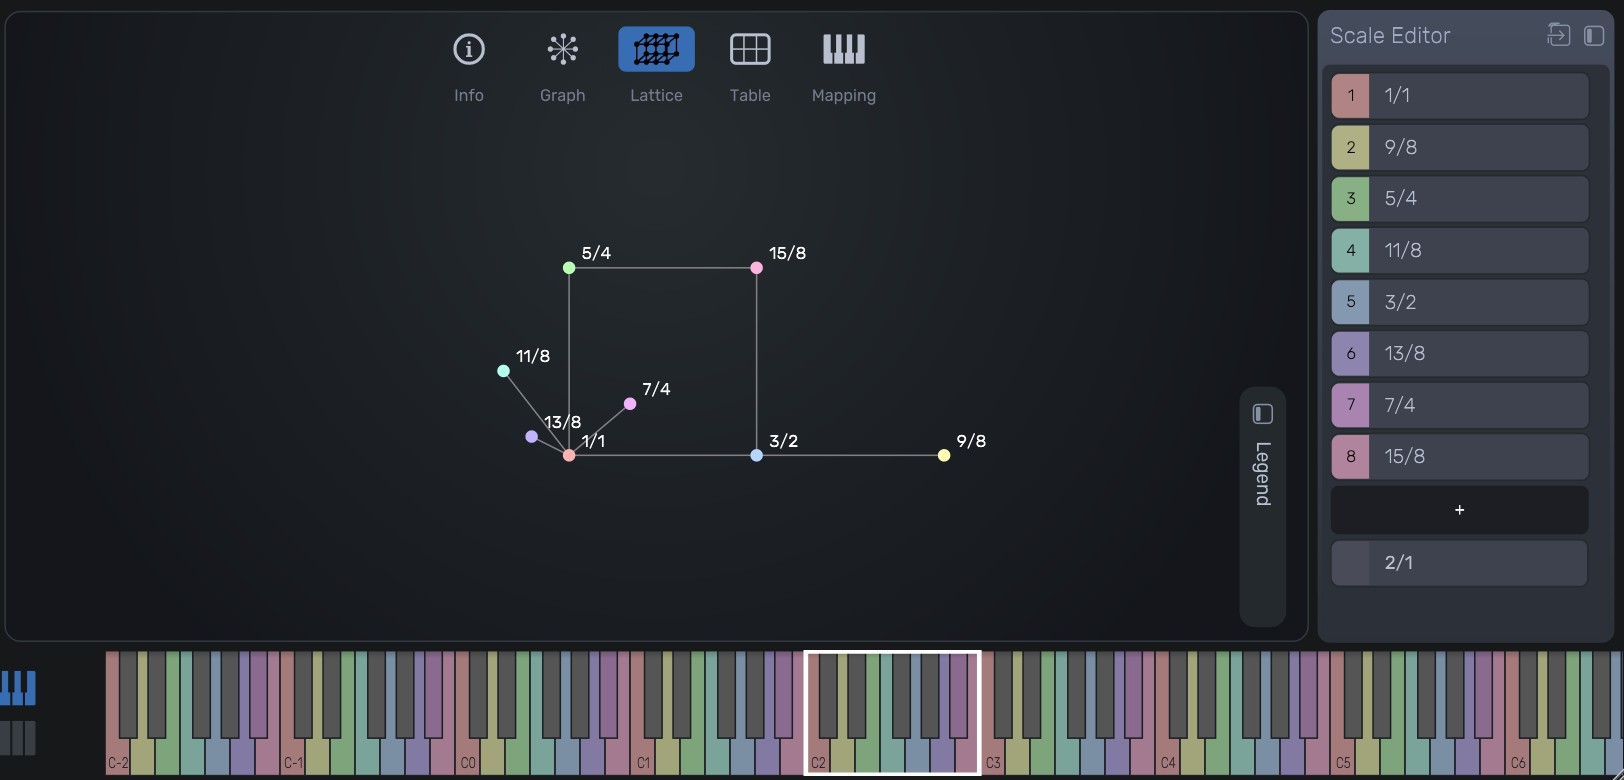 Info
Graph
Lattice
Table
Mapping
5/4
15/8
11/8
7/4
13/8
1/1
3/2
9/8
Legend
Scale Editor
1 1/1
2 9/8
3 5/4
4 11/8
5 3/2
6 13/8
7 7/4
8 15/8
+
2/1
C-2 C-1 C0 C1 C2 C3 C4 C5 C6